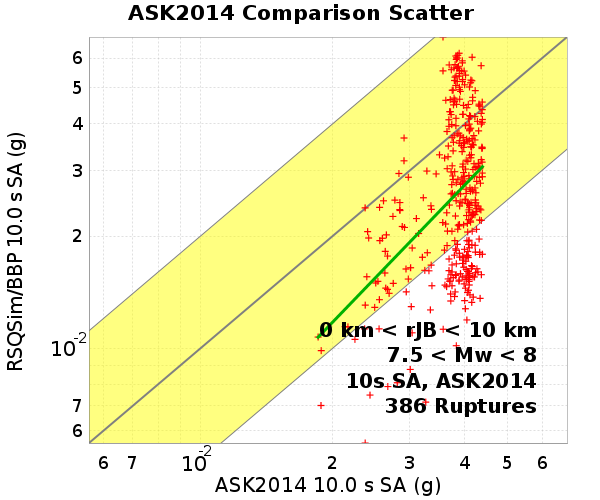 ASK2014 Comparison Scatter
RSQSim/BBP 10.0 s SA (g)
6
5
4
3
2
10-2
7
6
0 km < rJB < 10 km
7.5 < Mw < 8
10s SA, ASK2014
386 Ruptures
6 7 10-2 2 3 4 5 6
ASK2014 10.0 s SA (g)